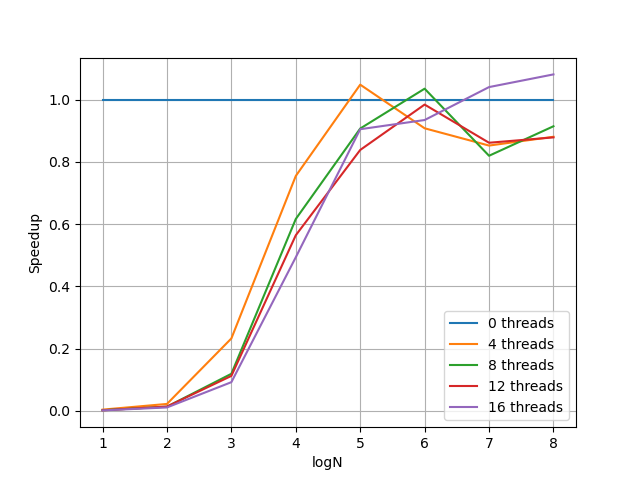 1.0
0.8
0.6
0.4
0.2
0.0
Speedup
1 2 3 4 5 6 7 8
logN
0 threads
4 threads
8 threads
12 threads
16 threads